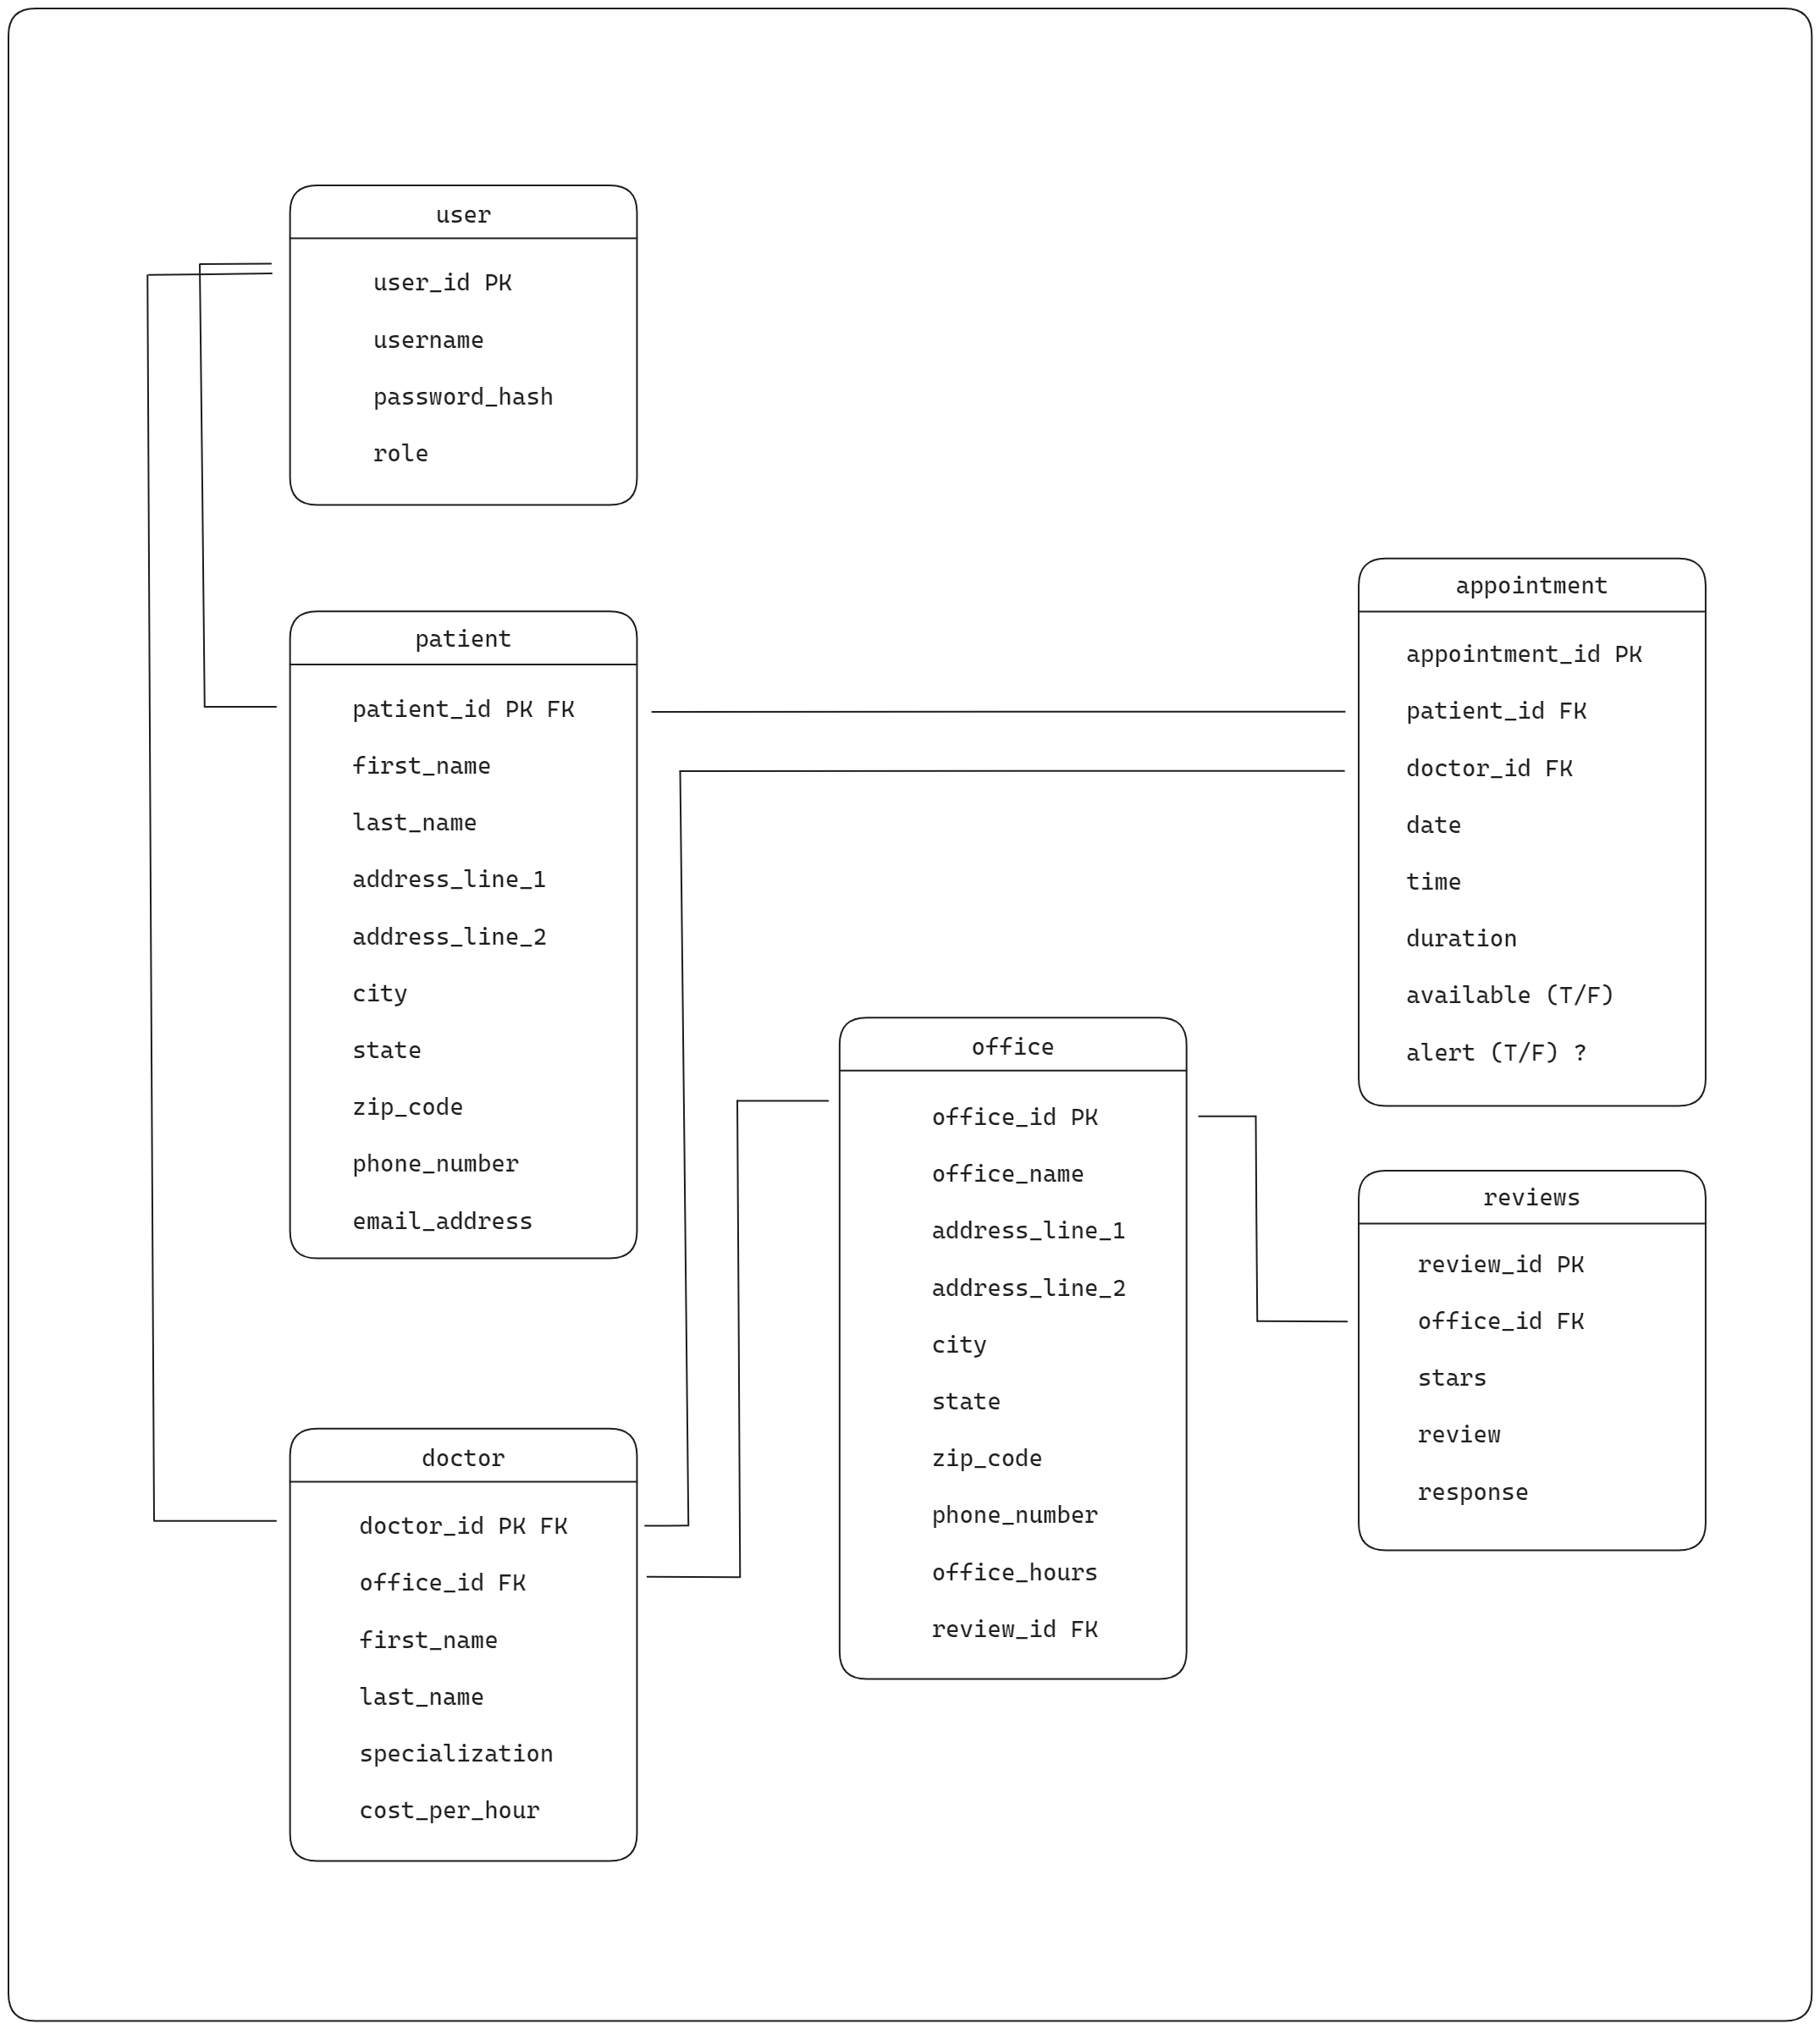 user
user_id PK
username
password_hash
role
patient
patient_id PK FK
first_name
last_name
address_line_1
address_line_2
city
state
zip_code
phone_number
email_address
doctor
doctor_id PK FK
office_id FK
first_name
last_name
specialization
cost_per_hour
office
office_id PK
office_name
address_line_1
address_line_2
city
state
zip_code
phone_number
office_hours
review_id FK
appointment
appointment_id PK
patient_id FK
doctor_id FK
date
time
duration
available (T/F)
alert (T/F) ?
reviews
review_id PK
office_id FK
stars
review
response